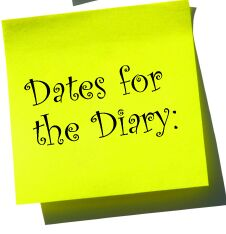 Dates for
the Diary: